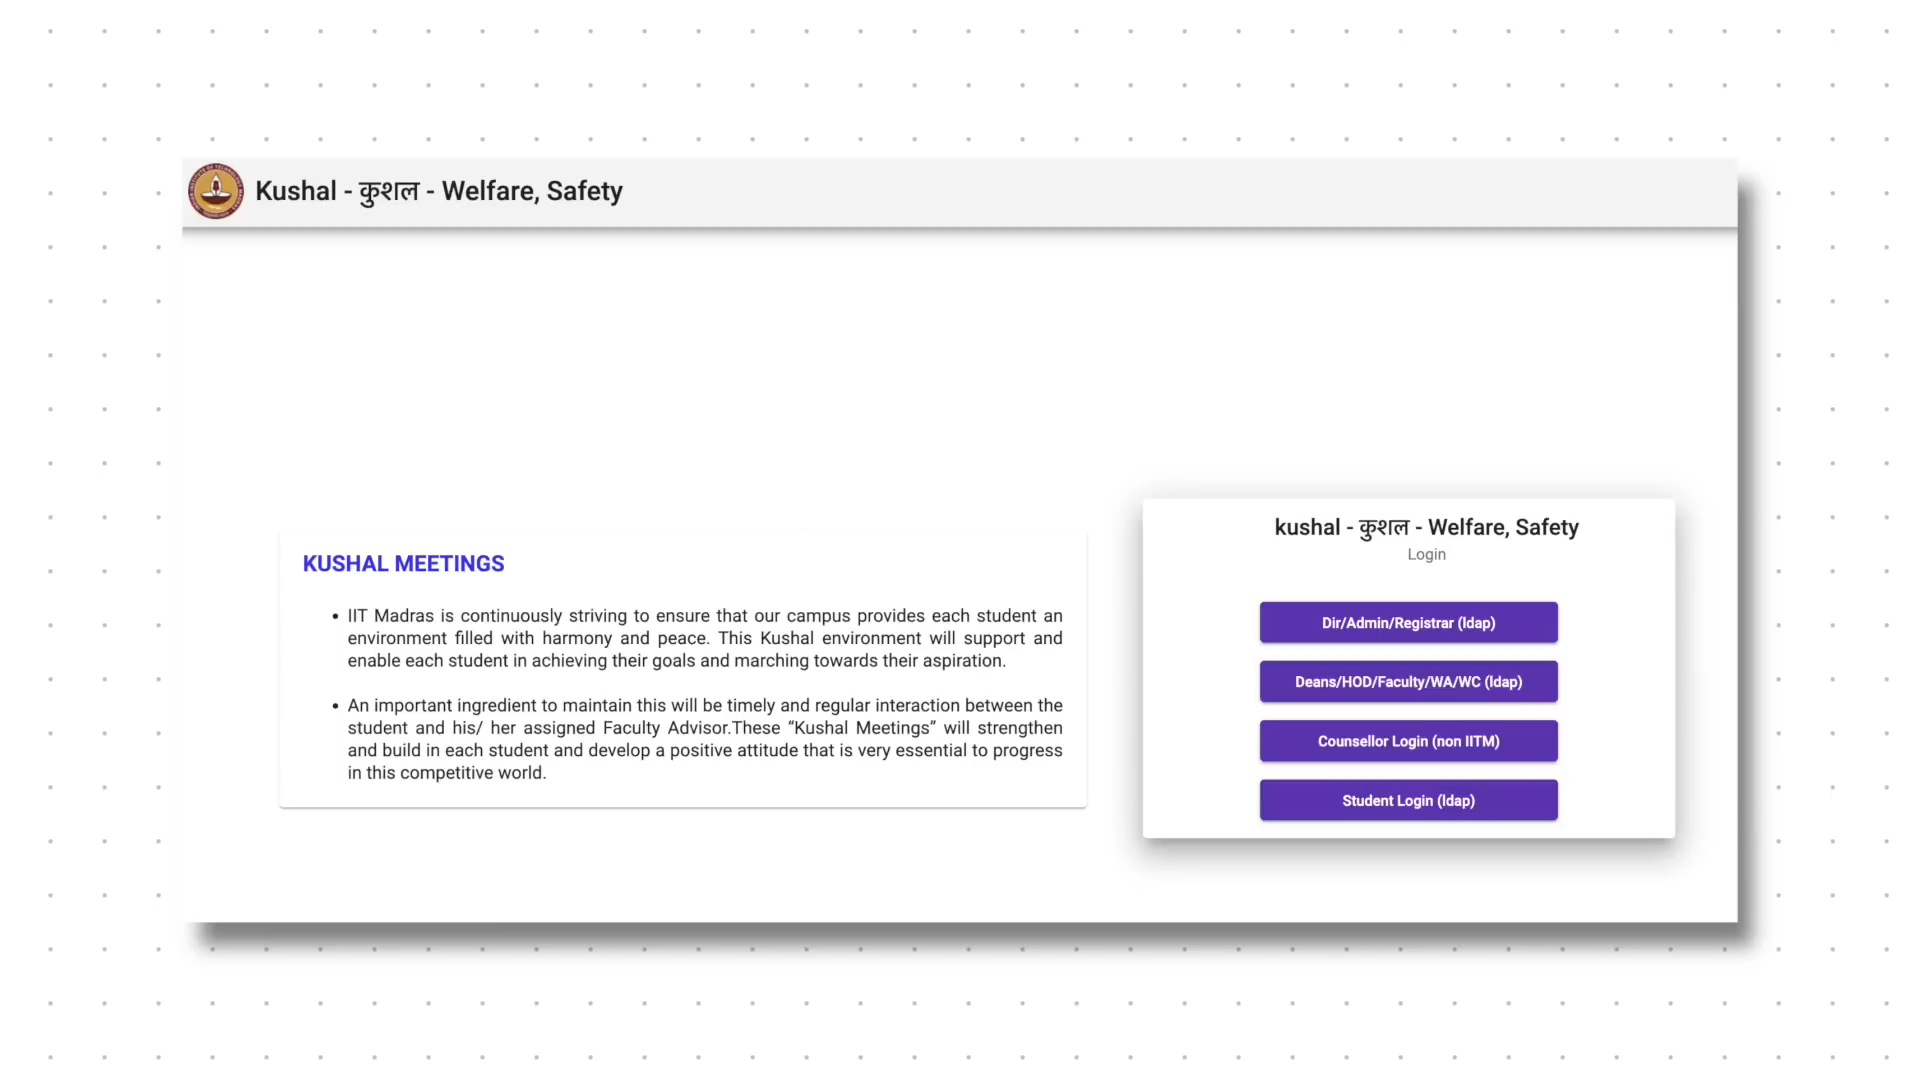 Kushal - कुशल - Welfare, Safety
KUSHAL MEETINGS
• IIT Madras is continuously striving to ensure that our campus provides each student an
environment filled with harmony and peace. This Kushal environment will support and
enable each student in achieving their goals and marching towards their aspiration.
• An important ingredient to maintain this will be timely and regular interaction between the
student and his/ her assigned Faculty Advisor.These “Kushal Meetings” will strengthen
and build in each student and develop a positive attitude that is very essential to progress
in this competitive world.
kushal - कुशल - Welfare, Safety
Login
Dir/Admin/Registrar (ldap)
Deans/HOD/Faculty/WA/WC (ldap)
Counsellor Login (non IITM)
Student Login (ldap)